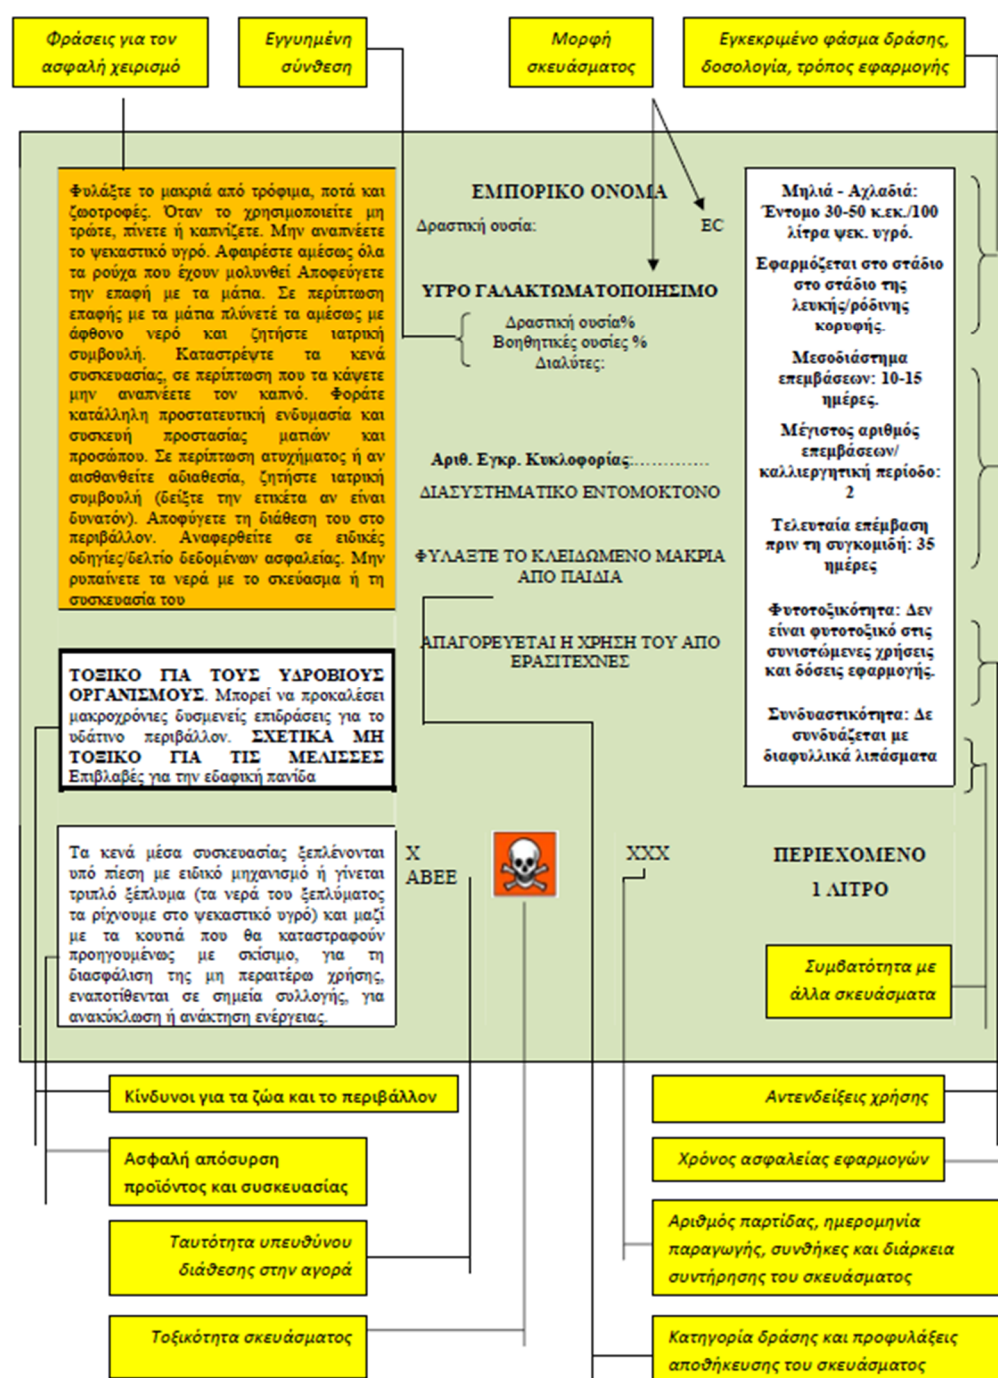 Φράσεις για τον
ασφαλή χειρισμό
Εγγυημένη
σύνθεση
Μορφή
σκευάσματος
Εγκεκριμένο φάσμα δράσης,
δοσολογία, τρόπος εφαρμογής
Φυλάξτε το μακριά από τρόφιμα, ποτά και
ζωοτροφές. Όταν το χρησιμοποιείτε μη
τρώτε, πίνετε ή καπνίζετε. Μην αναπνέετε
το ψεκαστικό υγρό. Αφαιρέστε αμέσως όλα
τα ρούχα που έχουν μολυνθεί Αποφεύγετε
την επαφή με τα μάτια. Σε περίπτωση
επαφής με τα μάτια πλύνετέ τα αμέσως με
άφθονο νερό και ζητήστε ιατρική
συμβουλή. Καταστρέψτε τα κενά
συσκευασίας, σε περίπτωση που τα κάψετε
μην αναπνέετε τον καπνό. Φοράτε
κατάλληλη προστατευτική ενδυμασία και
συσκευή προστασίας ματιών και
προσώπου. Σε περίπτωση ατυχήματος ή αν
αισθανθείτε αδιαθεσία, ζητήστε ιατρική
συμβουλή (δείξτε την ετικέτα αν είναι
δυνατόν). Αποφύγετε τη διάθεση του στο
περιβάλλον. Αναφερθείτε σε ειδικές
οδηγίες/δελτίο δεδομένων ασφαλείας. Μην
ρυπαίνετε τα νερά με το σκεύασμα ή τη
συσκευασία του
ΤΟΞΙΚΟ ΓΙΑ ΤΟΥΣ ΥΔΡΟΒΙΟΥΣ
ΟΡΓΑΝΙΣΜΟΥΣ. Μπορεί να προκαλέσει
μακροχρόνιες δυσμενείς επιδράσεις για το
υδάτινο περιβάλλον. ΣΧΕΤΙΚΑ ΜΗ
ΤΟΞΙΚΟ ΓΙΑ ΤΙΣ ΜΕΛΙΣΣΕΣ
Επιβλαβές για την εδαφική πανίδα
Τα κενά μέσα συσκευασίας ξεπλένονται
υπό πίεση με ειδικό μηχανισμό ή γίνεται
τριπλό ξέπλυμα (τα νερά του ξεπλύματος
τα ρίχνουμε στο ψεκαστικό υγρό) και μαζί
με τα κουτιά που θα καταστραφούν
προηγουμένως με σκίσιμο, για τη
διασφάλιση της μη περαιτέρω χρήσης,
εναποτίθενται σε σημεία συλλογής, για
ανακύκλωση ή ανάκτηση ενέργειας.
ΕΜΠΟΡΙΚΟ ΟΝΟΜΑ
Δραστική ουσία: EC
ΥΓΡΟ ΓΑΛΑΚΤΩΜΑΤΟΠΟΙΗΣΙΜΟ
Δραστική ουσία%
Βοηθητικές ουσίες %
Διαλύτες:
Αριθ. Εγκρ. Κυκλοφορίας:.............
ΔΙΑΣΥΣΤΗΜΑΤΙΚΟ ΕΝΤΟΜΟΚΤΟΝΟ
ΦΥΛΑΞΤΕ ΤΟ ΚΛΕΙΔΩΜΕΝΟ ΜΑΚΡΙΑ
ΑΠΟ ΠΑΙΔΙΑ
ΑΠΑΓΟΡΕΥΕΤΑΙ Η ΧΡΗΣΗ ΤΟΥ ΑΠΟ
ΕΡΑΣΙΤΕΧΝΕΣ
Χ
ΑΒΕΕ
ΧΧΧ
Μηλιά - Αχλαδιά:
Έντομο 30-50 κ.εκ./100
λίτρα ψεκ. υγρό.
Εφαρμόζεται στο στάδιο
στο στάδιο της
λευκής/ρόδινης
κορυφής.
Μεσοδιάστημα
επεμβάσεων: 10-15
ημέρες.
Μέγιστος αριθμός
επεμβάσεων/
καλλιεργητική περίοδο:
2
Τελευταία επέμβαση
πριν τη συγκομιδή: 35
ημέρες
Φυτοτοξικότητα: Δεν
είναι φυτοτοξικό στις
συνιστώμενες χρήσεις
και δόσεις εφαρμογής.
Συνδυαστικότητα: Δε
συνδυάζεται με
διαφυλλικά λιπάσματα
ΠΕΡΙΕΧΟΜΕΝΟ
1 ΛΙΤΡΟ
Συμβατότητα με
άλλα σκευάσματα
Κίνδυνοι για τα ζώα και το περιβάλλον
Ασφαλή απόσυρση
προϊόντος και συσκευασίας
Ταυτότητα υπευθύνου
διάθεσης στην αγορά
Τοξικότητα σκευάσματος
Αντενδείξεις χρήσης
Χρόνος ασφαλείας εφαρμογών
Αριθμός παρτίδας, ημερομηνία
παραγωγής, συνθήκες και διάρκεια
συντήρησης του σκευάσματος
Κατηγορία δράσης και προφυλάξεις
αποθήκευσης του σκευάσματος